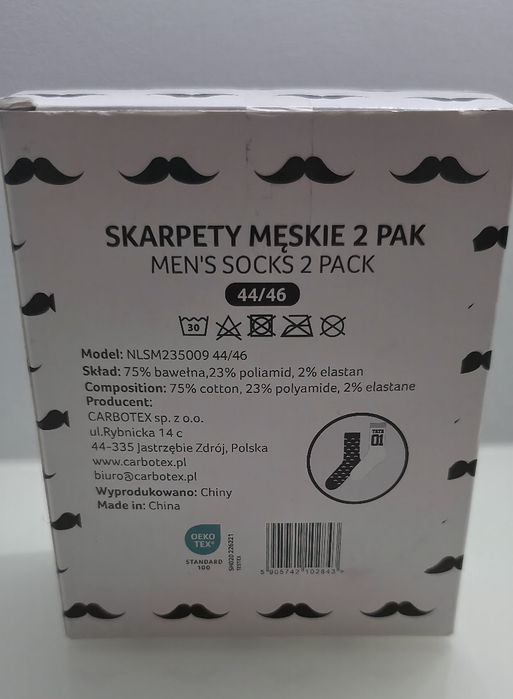 SKARPETY MĘSKIE 2 PAK
MEN'S SOCKS 2 PACK
44/46
30
Model: NLSM235009 44/46
Skład: 75% bawełna,23% poliamid, 2% elastan
Composition: 75% cotton, 23% polyamide, 2% elastane
Producent:
CARBOTEX sp. z o.o.
ul.Rybnicka 14 c
44-335 Jastrzębie Zdrój, Polska
www.carbotex.pl
biuro@carbotex.pl
Wyprodukowano: Chiny
Made in: China
TATA
01
OEKO
TEX®
STANDARD
100
SH020 226221
TESTEX
5 905742 102843 >